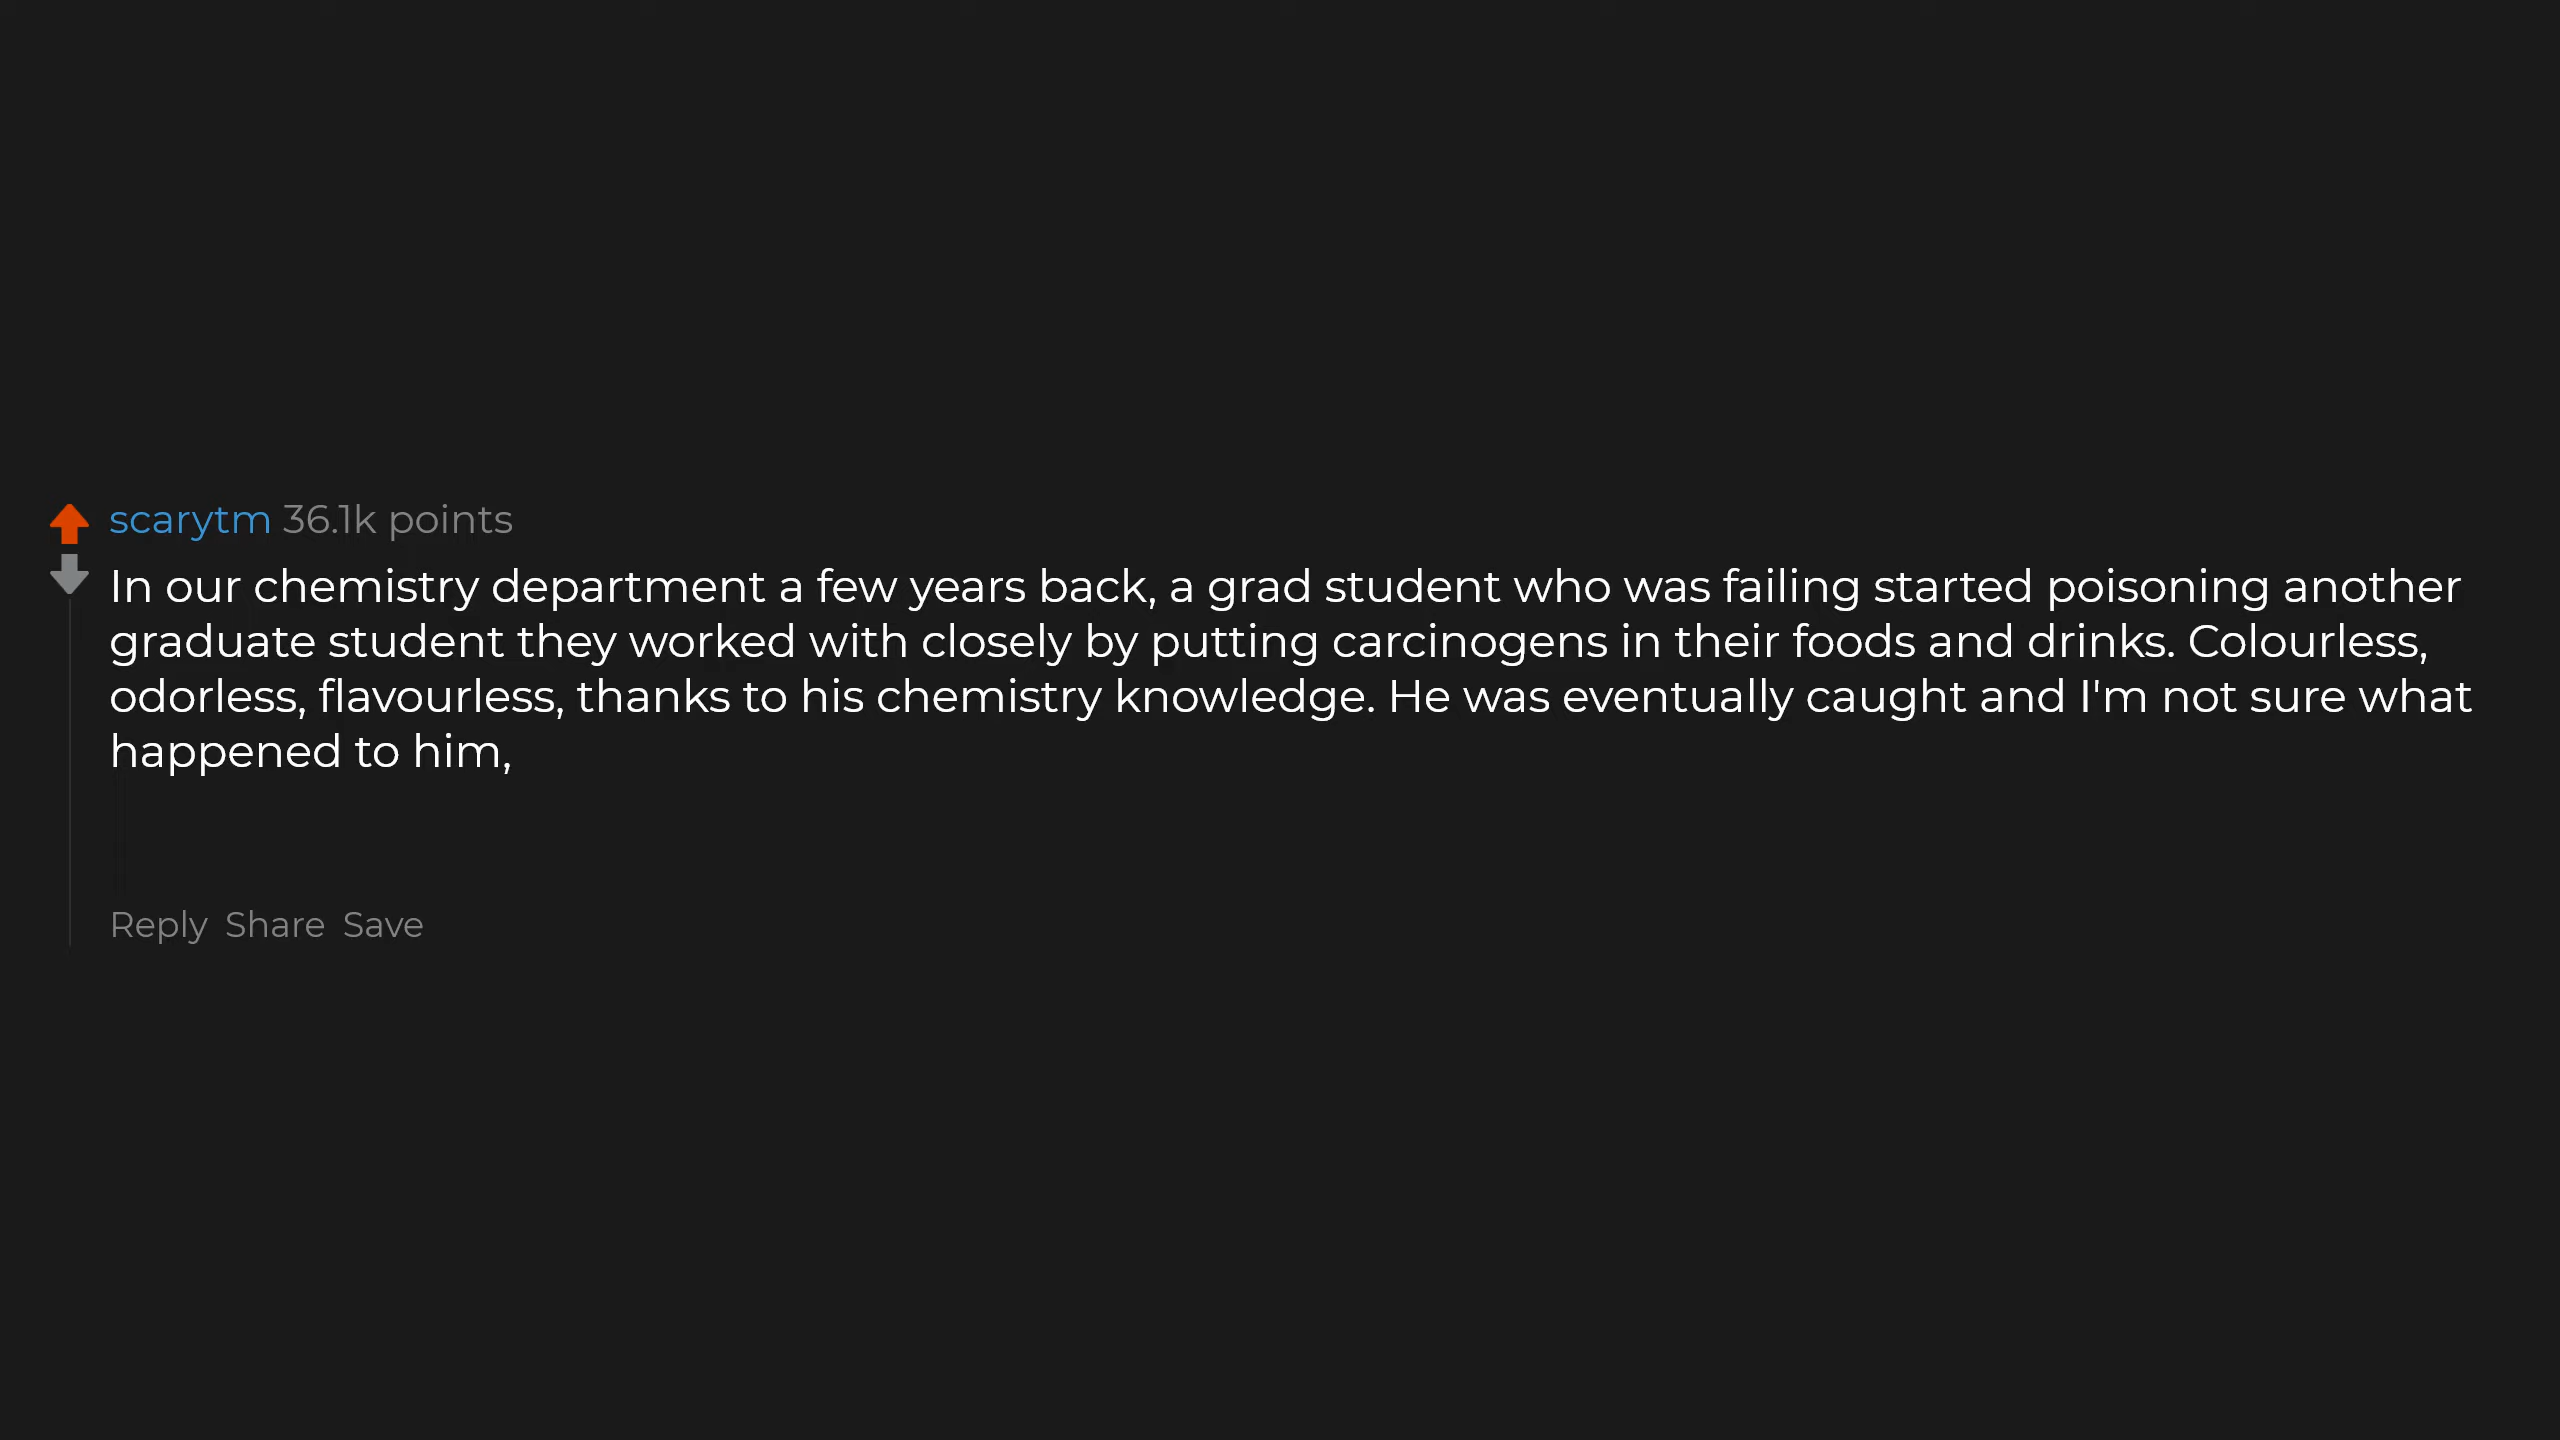 scarytm 36.1k points
In our chemistry department a few years back, a grad student who was failing started poisoning another
graduate student they worked with closely by putting carcinogens in their foods and drinks. Colourless,
odorless, flavourless, thanks to his chemistry knowledge. He was eventually caught and I'm not sure what
happened to him,
Reply Share Save